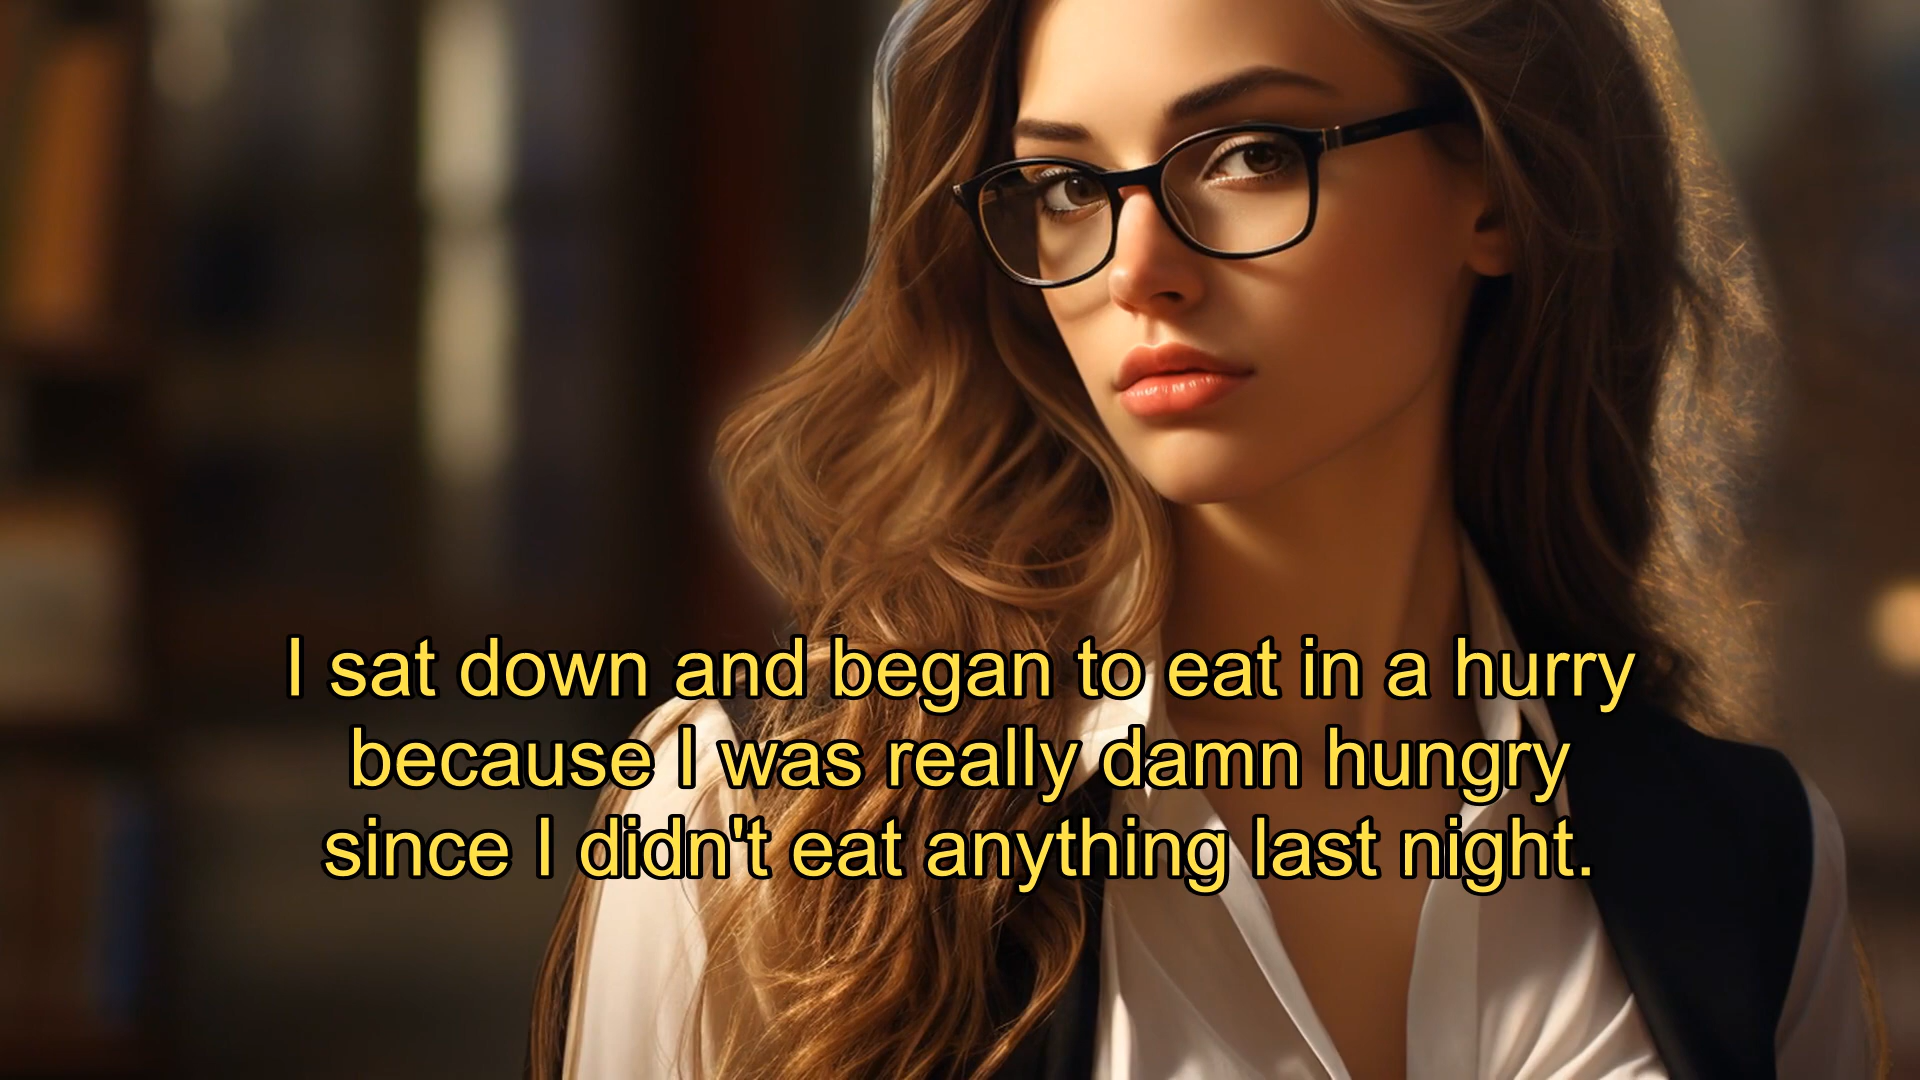 I sat down and began to eat in a hurry
because I was really damn hungry
since I didn't eat anything last night.